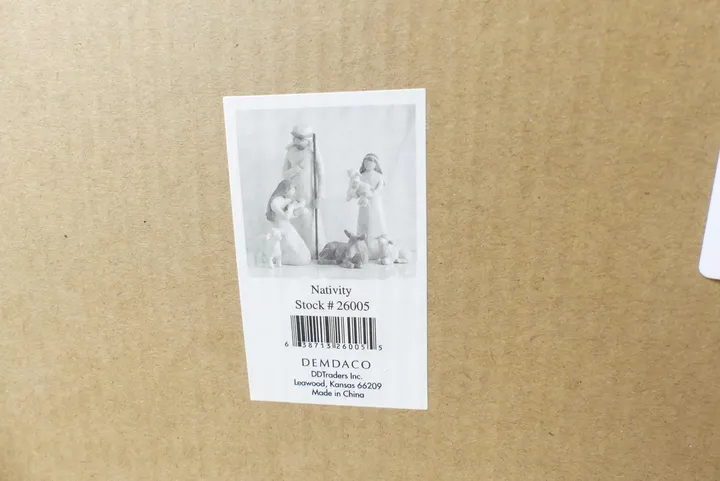 Nativity
Stock # 26005
6 38713 26005 5
DEMDACO
DDTraders Inc.
Leawood, Kansas 66209
Made in China